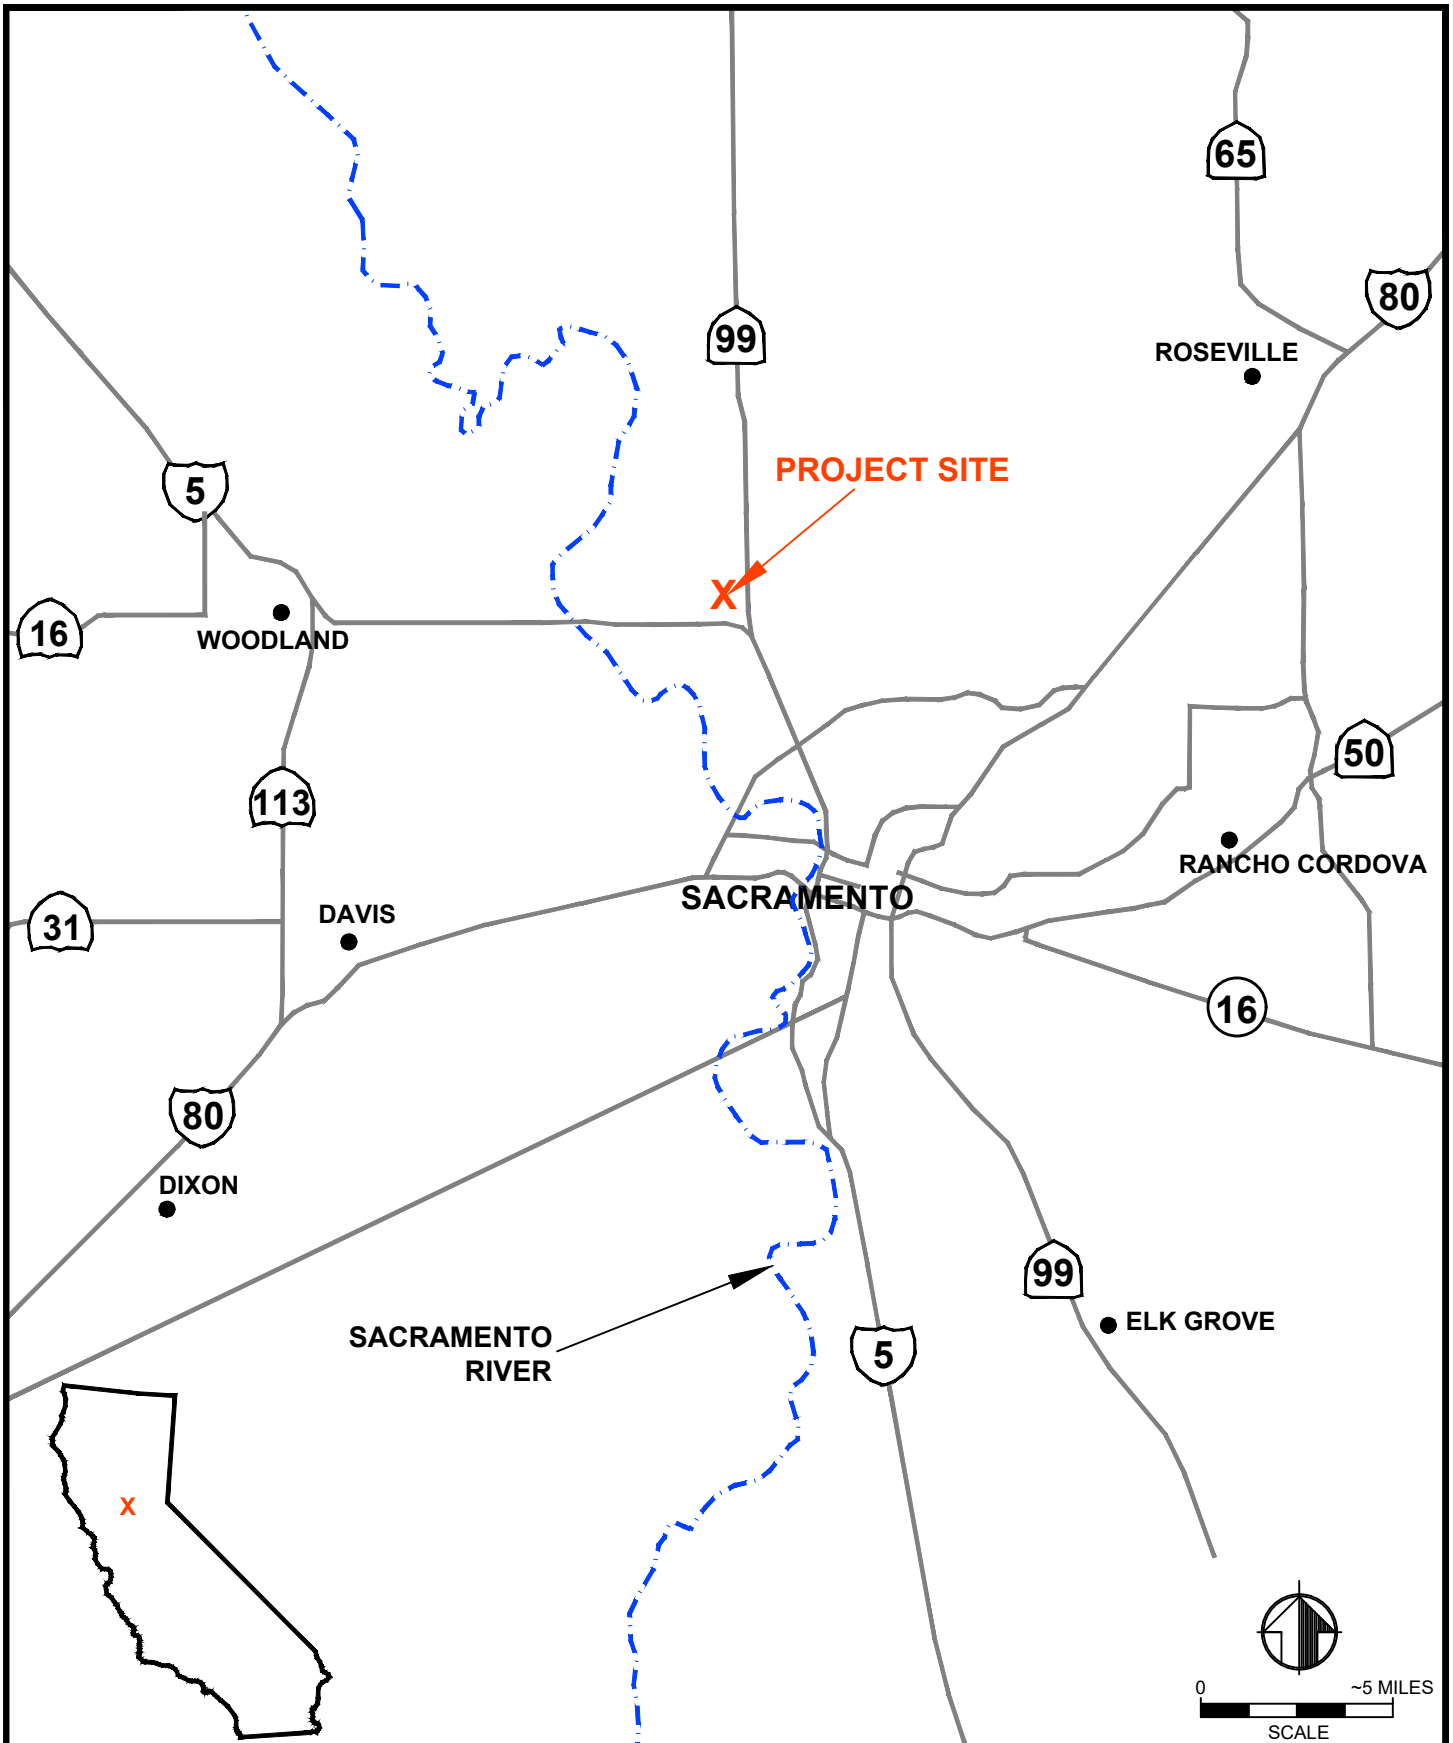 65
80
99
ROSEVILLE
PROJECT SITE
5
X
16
WOODLAND
50
113
RANCHO CORDOVA
SACRAMENTO
31
DAVIS
16
80
DIXON
99
ELK GROVE
SACRAMENTO
RIVER
5
X
0
~5 MILES
SCALE